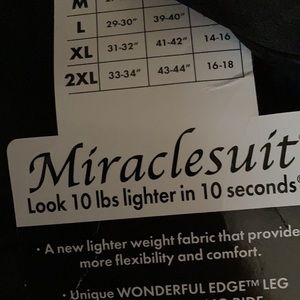 M
L 29-30" 39-40"
XL 31-32" 41-42" 14-16
2XL 33-34" 43-44" 16-18
Miraclesuit
Look 10 lbs lighter in 10 seconds®
· A new lighter weight fabric that provide
more flexibility and comfort.
· Unique WONDERFUL EDGE™ LEG